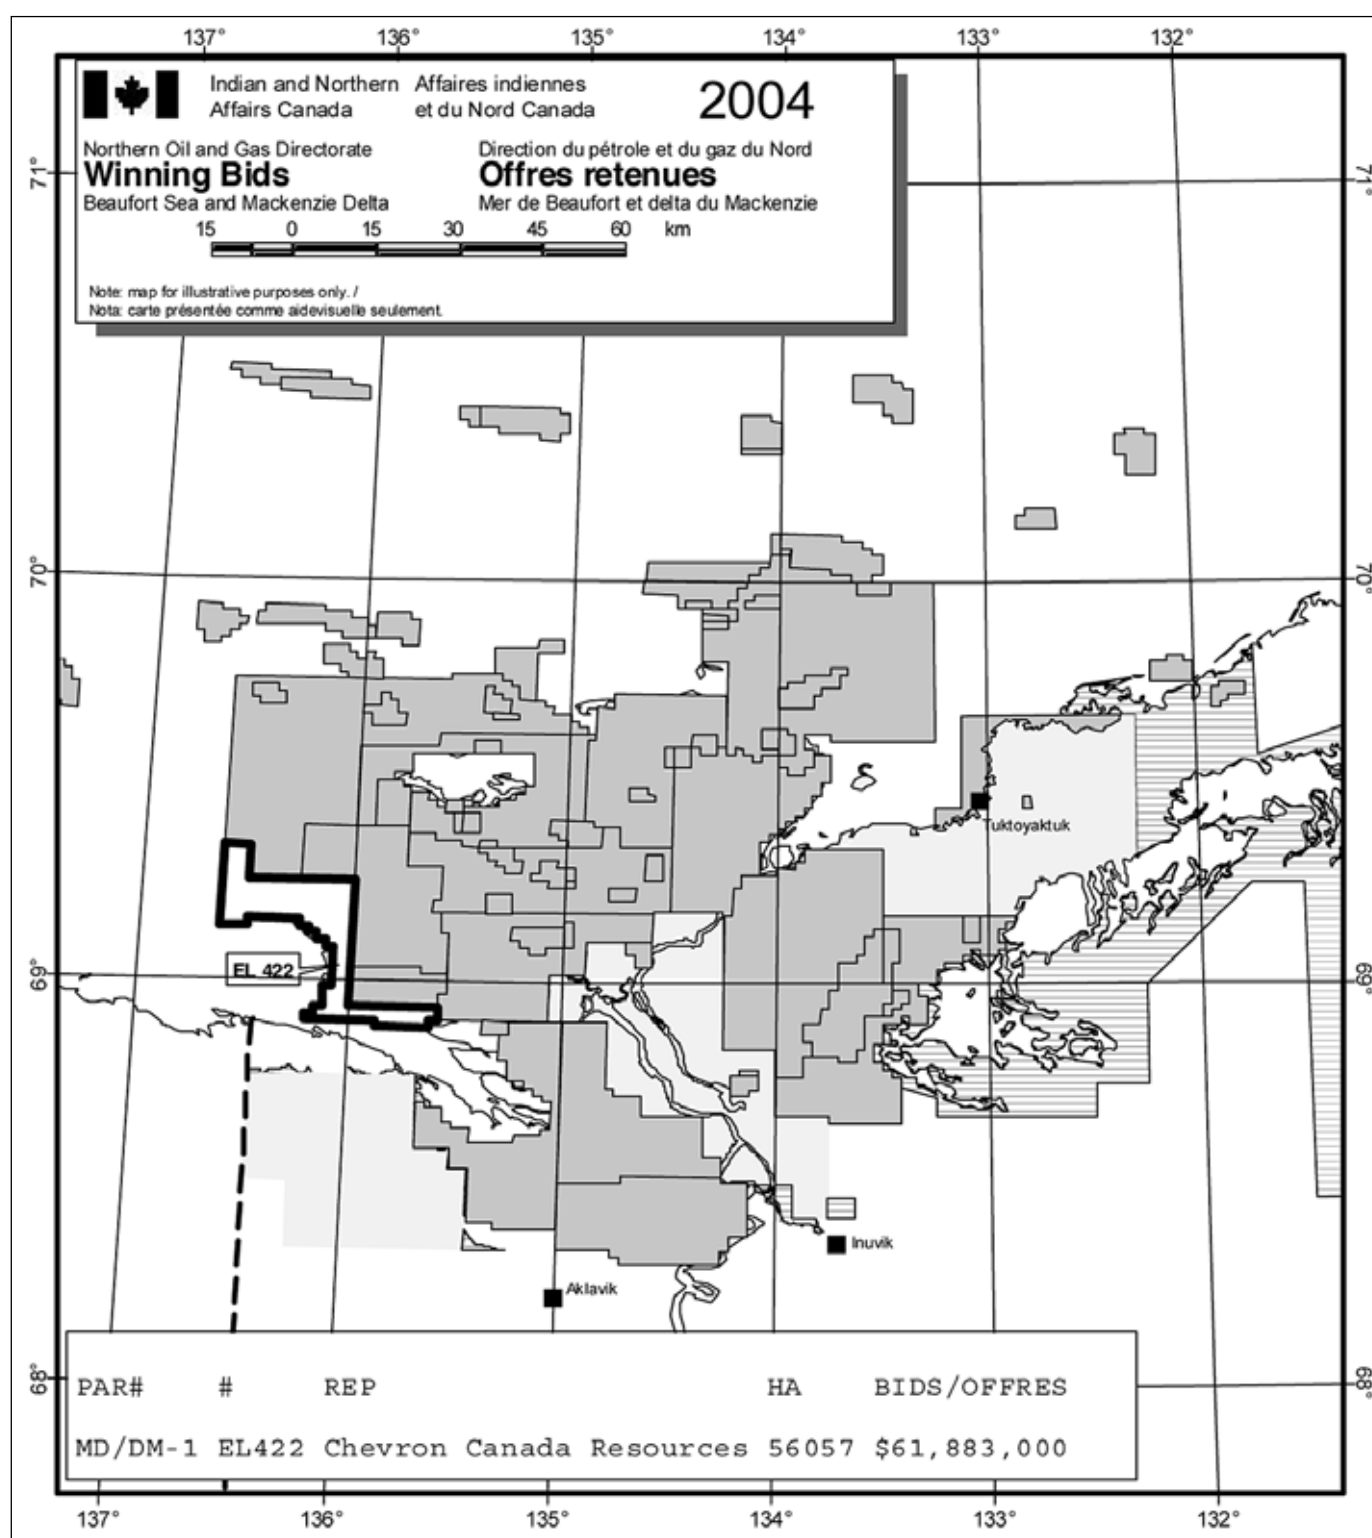 137° 136° 135° 134° 133° 132°
Indian and Northern Affairs Canada
Affaires indiennes et du Nord Canada
2004
Northern Oil and Gas Directorate
Winning Bids
Beaufort Sea and Mackenzie Delta
Direction du pétrole et du gaz du Nord
Offres retenues
Mer de Beaufort et delta du Mackenzie
15 0 15 30 45 60 km
Note: map for illustrative purposes only. /
Nota: carte présentée comme aidevisuelle seulement.
71° 71°
70° 70°
Tuktoyaktuk
EL 422
69° 69°
Inuvik
Aklavik
68° 68°
PAR# # REP HA BIDS/OFFRES
MD/DM-1 EL422 Chevron Canada Resources 56057 $61,883,000
137° 136° 135° 134° 133° 132°